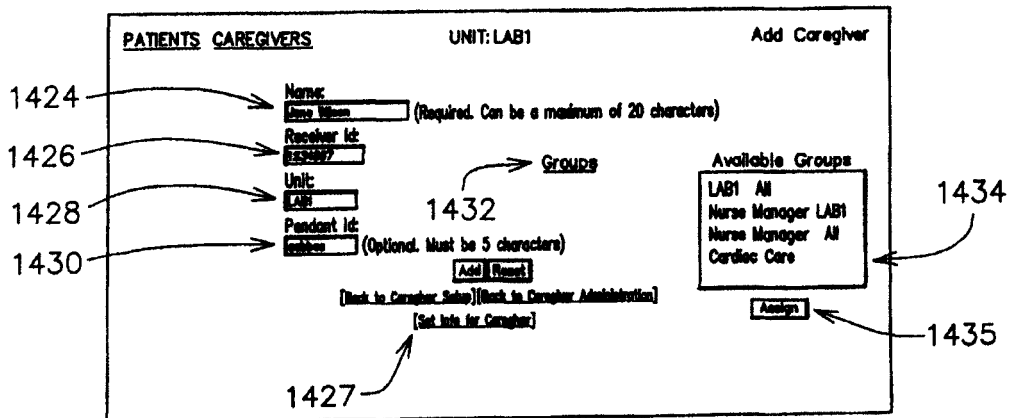 PATIENTS CAREGIVERS UNIT: LAB1 Add Caregiver
1424
Name:
(Required. Can be a maximum of 20 characters)
1426
Receiver Id:
1432
Groups
Available Groups
LAB1 All
Nurse Manager LAB1
Nurse Manager All
Cardiac Care
1434
1428
Unit:
LAB1
1430
Pendant Id:
(Optional. Must be 5 characters)
Add Reset
[Back to Caregiver Setup][Back to Caregiver Administration]
[Set Info for Caregiver]
Assign
1435
1427